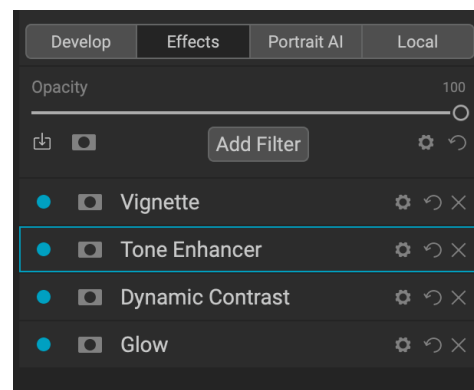 Develop Effects Portrait AI Local
Opacity 100
Add Filter
Vignette
Tone Enhancer
Dynamic Contrast
Glow